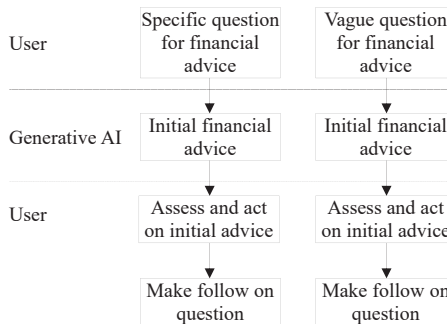 User
Specific question
for financial
advice
Vague question
for financial
advice
Generative AI
Initial financial
advice
Initial financial
advice
User
Assess and act
on initial advice
Assess and act
on initial advice
Make follow on
question
Make follow on
question